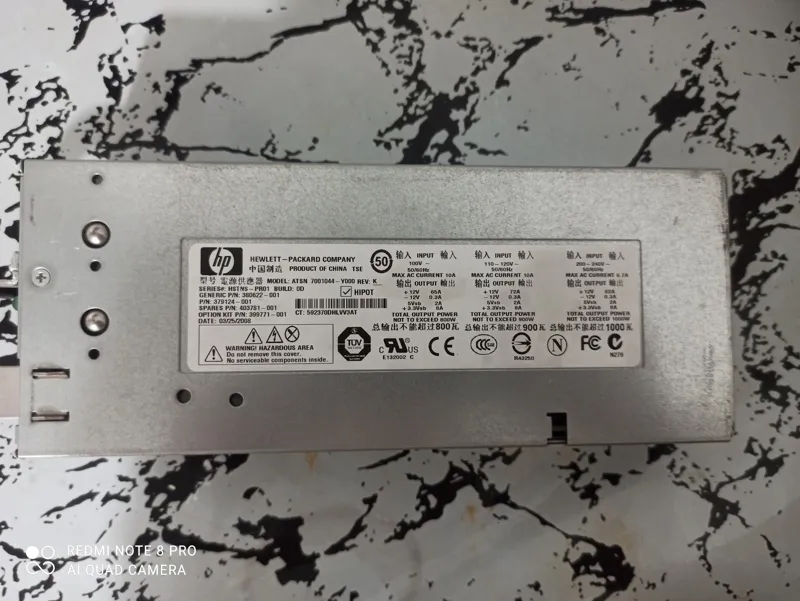 hp
HEWLETT-PACKARD COMPANY
中国制造 PRODUCT OF CHINA TSE
50
型号 電源供應器 MODEL: ATSN 7001044-Y000 REV: K
SERIES#: HSTNS-PR01 BUILD: 0D
HIPOT
GENERIC P/N: 380622-001
P/N: 379124-001
SPARES P/N: 403781-001
OPTION KIT P/N: 399771-001
DATE: 03/25/2008
CT: 592370DHLVV3AT
输入 INPUT 輸入
100V~
50/60Hz
MAX AC CURRENT 10A
输出 OUTPUT 輸出
+12V 65A
-12V 0.3A
5Vsb 2A
+3.3Vsb 6A
TOTAL OUTPUT POWER
NOT TO EXCEED 800W
总输出不能超过800瓦
输入 INPUT 輸入
110-120V~
50/60Hz
MAX AC CURRENT 10A
输出 OUTPUT 輸出
+12V 72A
-12V 0.3A
5Vsb 2A
+3.3Vsb 6A
TOTAL OUTPUT POWER
NOT TO EXCEED 900W
总输出不能超过900瓦
输入 INPUT 輸入
200-240V~
50/60Hz
MAX AC CURRENT
输出 OUTPUT 輸出
+12V
-12V 0.3A
5Vsb 2A
+3.3Vsb 6A
TOTAL OUTPUT POWER
NOT TO EXCEED 1000W
总输出不能超过1000瓦
WARNING! HAZARDOUS AREA
Do not remove this cover.
No serviceable components inside.
TÜV
c RU us
E132002 C
CE
CCC
N
FC
N276
REDMI NOTE 8 PRO
AI QUAD CAMERA